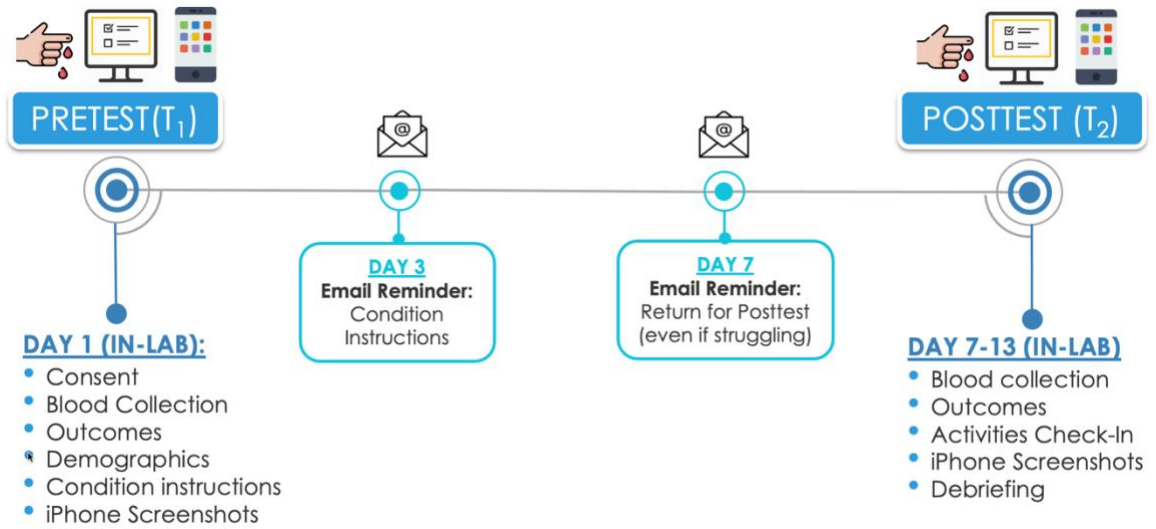 PRETEST(T₁)
POSTTEST (T₂)
@
@
DAY 3
Email Reminder:
Condition
Instructions
DAY 7
Email Reminder:
Return for Posttest
(even if struggling)
DAY 1 (IN-LAB):
Consent
Blood Collection
Outcomes
Demographics
Condition instructions
iPhone Screenshots
DAY 7-13 (IN-LAB)
Blood collection
Outcomes
Activities Check-In
iPhone Screenshots
Debriefing